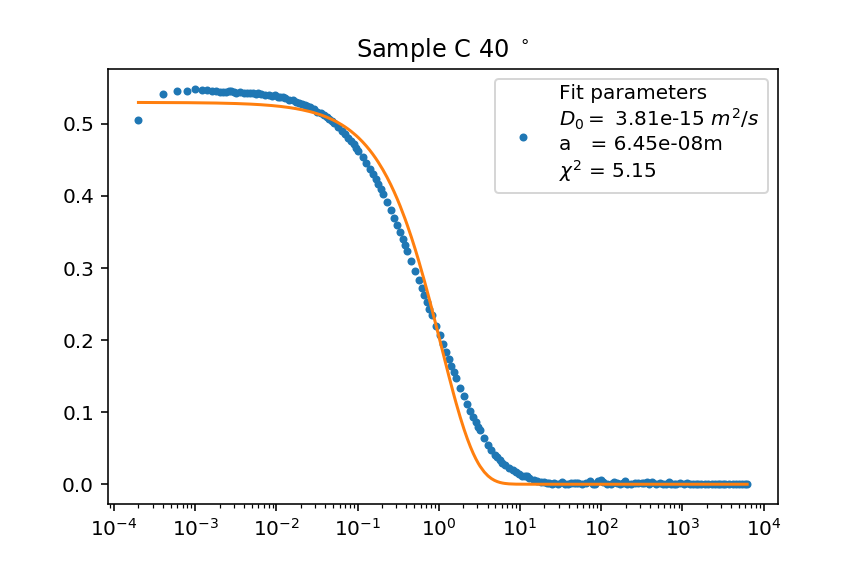 Sample C 40 °
Fit parameters
D₀ = 3.81e-15 m²/s
a = 6.45e-08m
χ² = 5.15
0.5
0.4
0.3
0.2
0.1
0.0
10⁻⁴ 10⁻³ 10⁻² 10⁻¹ 10⁰ 10¹ 10² 10³ 10⁴